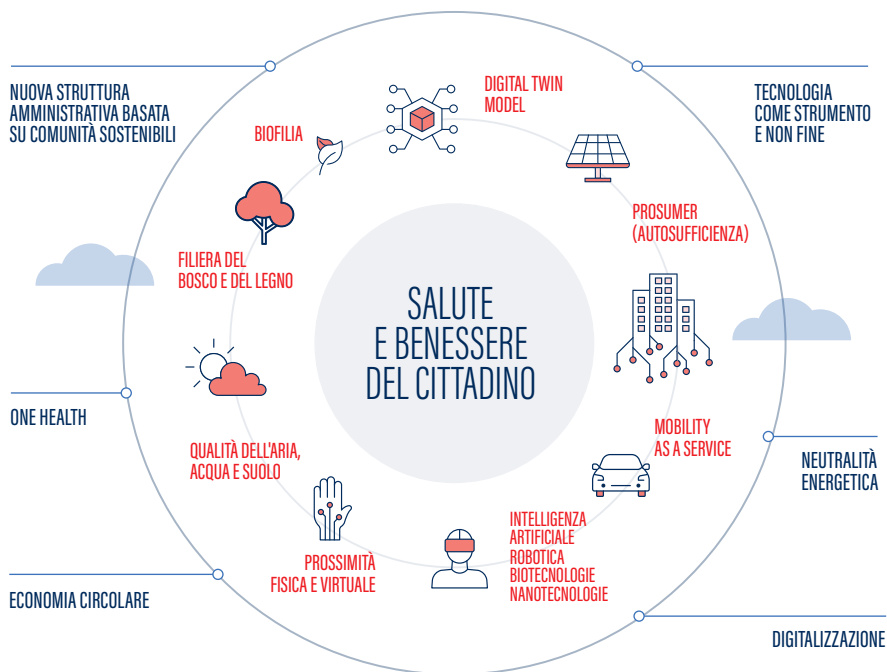 NUOVA STRUTTURA
AMMINISTRATIVA BASATA
SU COMUNITÀ SOSTENIBILI
BIOFILIA
DIGITAL TWIN
MODEL
TECNOLOGIA
COME STRUMENTO
E NON FINE
PROSUMER
(AUTOSUFFICIENZA)
FILIERA DEL
BOSCO E DEL LEGNO
SALUTE
E BENESSERE
DEL CITTADINO
ONE HEALTH
QUALITÀ DELL'ARIA,
ACQUA E SUOLO
MOBILITY
AS A SERVICE
NEUTRALITÀ
ENERGETICA
PROSSIMITÀ
FISICA E VIRTUALE
INTELLIGENZA
ARTIFICIALE
ROBOTICA
BIOTECNOLOGIE
NANOTECNOLOGIE
ECONOMIA CIRCOLARE
DIGITALIZZAZIONE